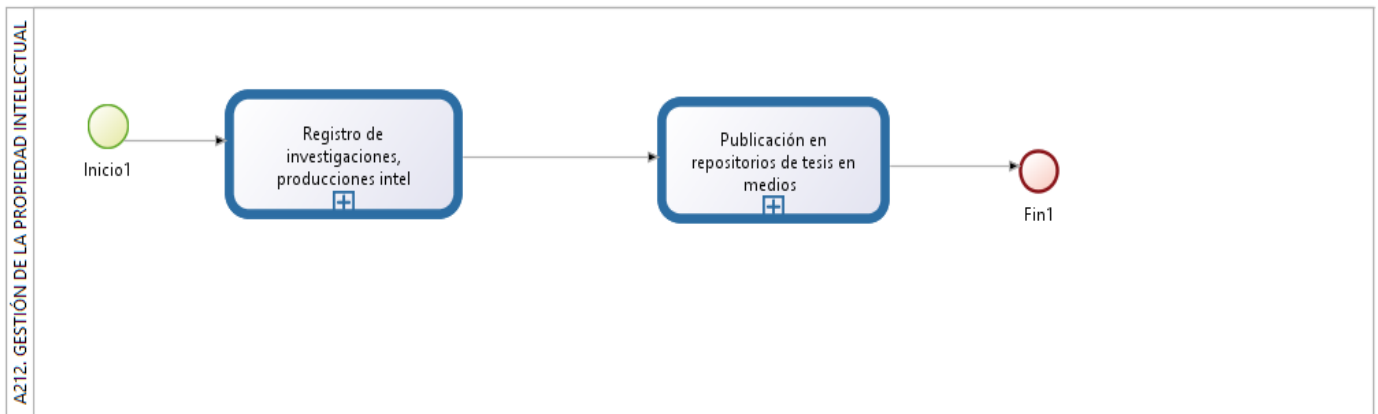 A212. GESTIÓN DE LA PROPIEDAD INTELECTUAL
Inicio1
Registro de
investigaciones,
producciones intel
Publicación en
repositorios de tesis en
medios
Fin1